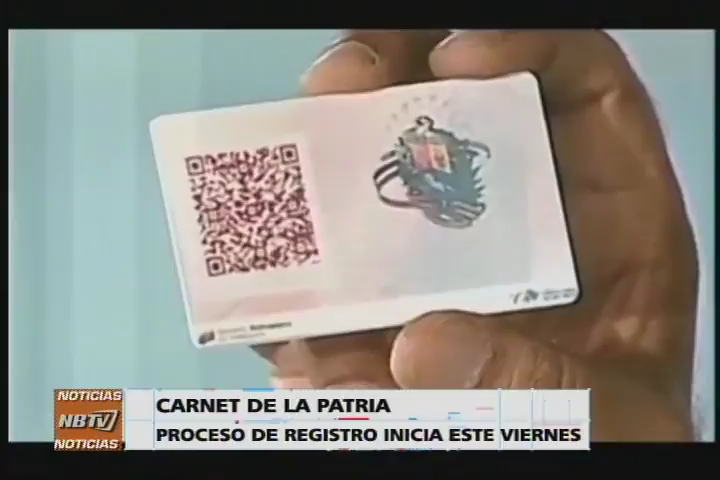 NOTICIAS
NBTV
NOTICIAS
CARNET DE LA PATRIA
PROCESO DE REGISTRO INICIA ESTE VIERNES